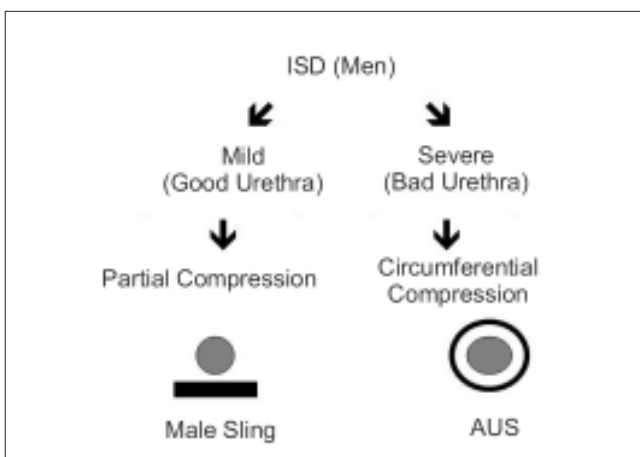 ISD (Men)
Mild
(Good Urethra)
Severe
(Bad Urethra)
Partial Compression
Circumferential
Compression
Male Sling
AUS